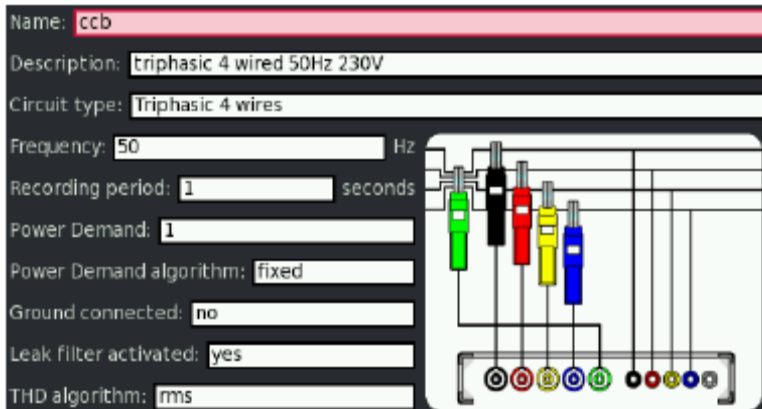 Name: ccb
Description: triphasic 4 wired 50Hz 230V
Circuit type: Triphasic 4 wires
Frequency: 50 Hz
Recording period: 1 seconds
Power Demand: 1
Power Demand algorithm: fixed
Ground connected: no
Leak filter activated: yes
THD algorithm: rms